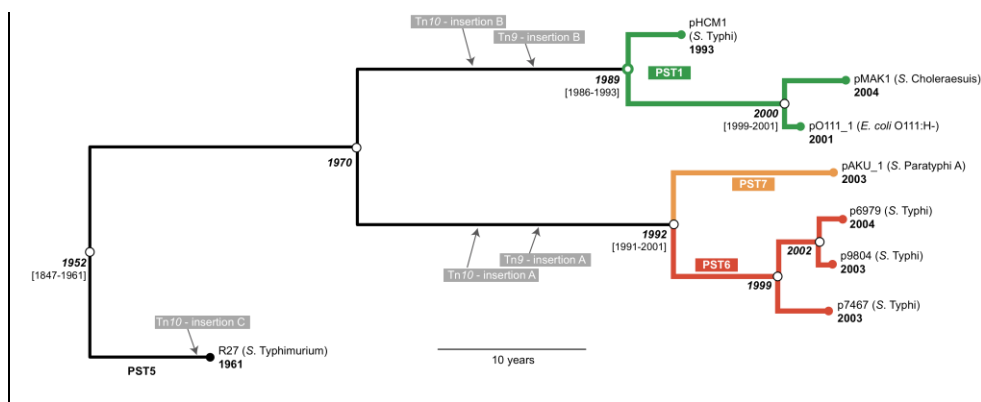 Tn10 - insertion B
Tn9 - insertion B
pHCM1
(S. Typhi)
1993
1989
[1986-1993]
PST1
pMAK1 (S. Choleraesuis)
2004
2000
[1999-2001]
pO111_1 (E. coli O111:H-)
2001
1970
pAKU_1 (S. Paratyphi A)
2003
PST7
1992
[1991-2001]
p6979 (S. Typhi)
2004
2002
p9804 (S. Typhi)
2003
Tn9 - insertion A
Tn10 - insertion A
PST6
1999
p7467 (S. Typhi)
2003
1952
[1847-1961]
Tn10 - insertion C
R27 (S. Typhimurium)
1961
PST5
10 years